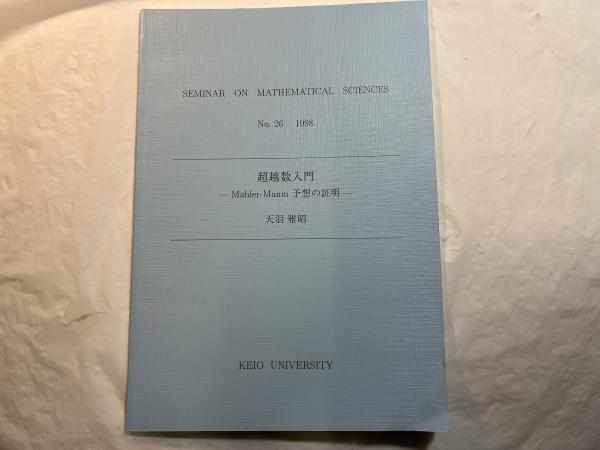 SEMINAR ON MATHEMATICAL SCIENCES
No. 26 1998
超越数入門
— Mahler-Manin 予想の証明 —
天羽 雅昭
KEIO UNIVERSITY